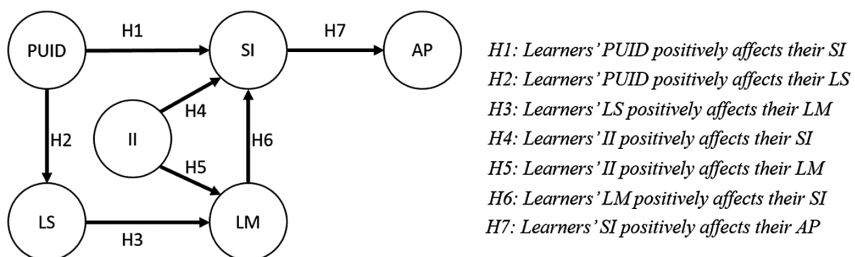 PUID
H1
SI
H7
AP
H4
II
H2
H5
H6
LS
H3
LM
H1: Learners' PUID positively affects their SI
H2: Learners' PUID positively affects their LS
H3: Learners' LS positively affects their LM
H4: Learners' II positively affects their SI
H5: Learners' II positively affects their LM
H6: Learners' LM positively affects their SI
H7: Learners' SI positively affects their AP